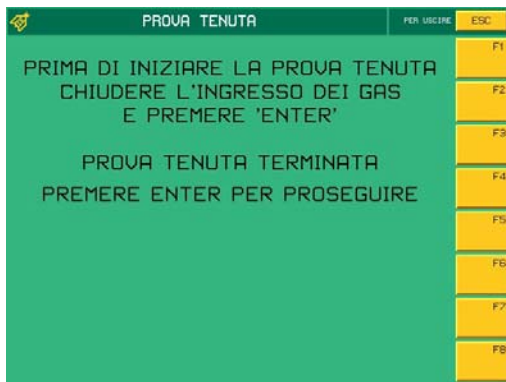 PROVA TENUTA
PER USCIRE
ESC
F1
PRIMA DI INIZIARE LA PROVA TENUTA
CHIUDERE L'INGRESSO DEI GAS
F2
E PREMERE 'ENTER'
F3
PROVA TENUTA TERMINATA
F4
PREMERE ENTER PER PROSEGUIRE
F5
F6
F7
F8